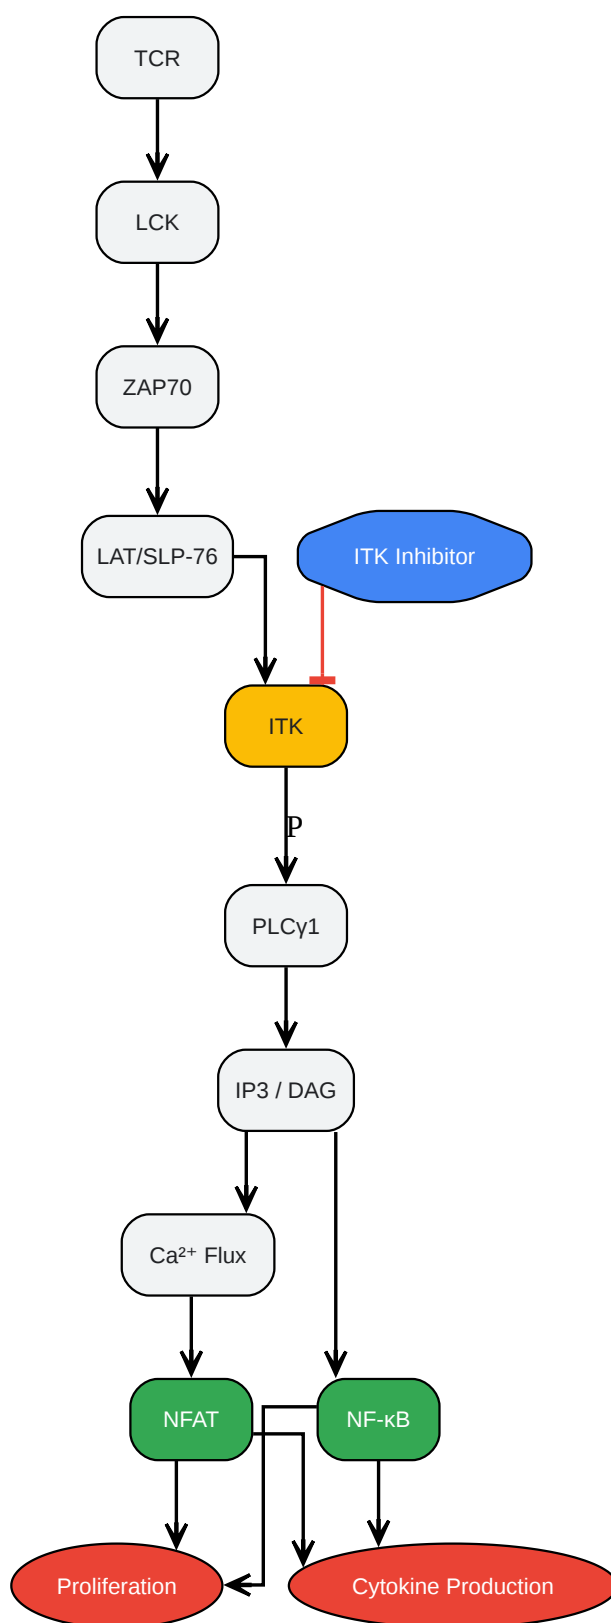 TCR
LCK
ZAP70
LAT/SLP-76
ITK Inhibitor
ITK
P
PLCγ1
IP3 / DAG
Ca²⁺ Flux
NFAT
NF-κB
Proliferation
Cytokine Production